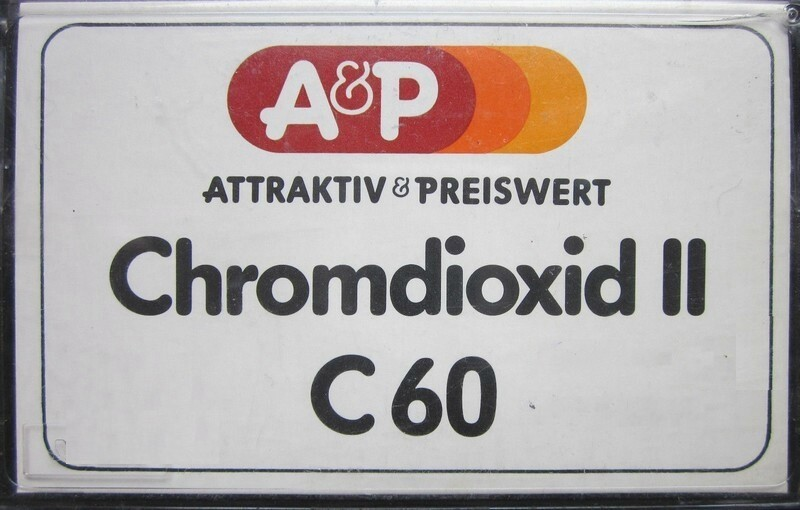 A&P
ATTRAKTIV & PREISWERT
Chromdioxid II
C 60